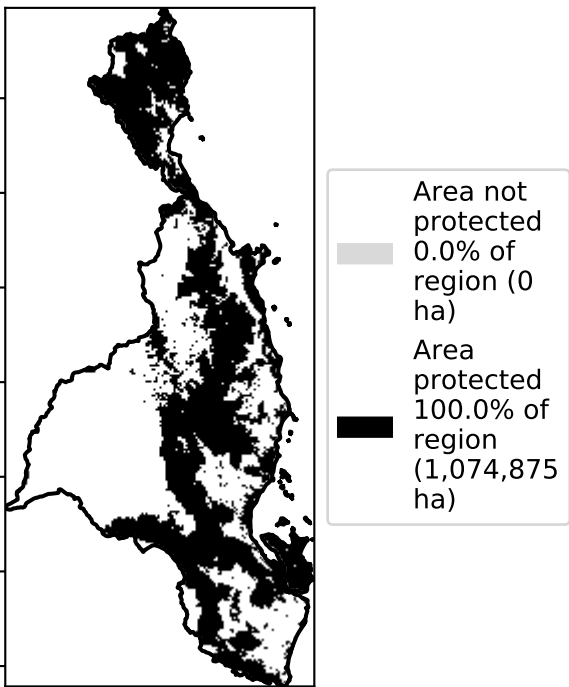 Area not
protected
0.0% of
region (0
ha)
Area
protected
100.0% of
region
(1,074,875
ha)